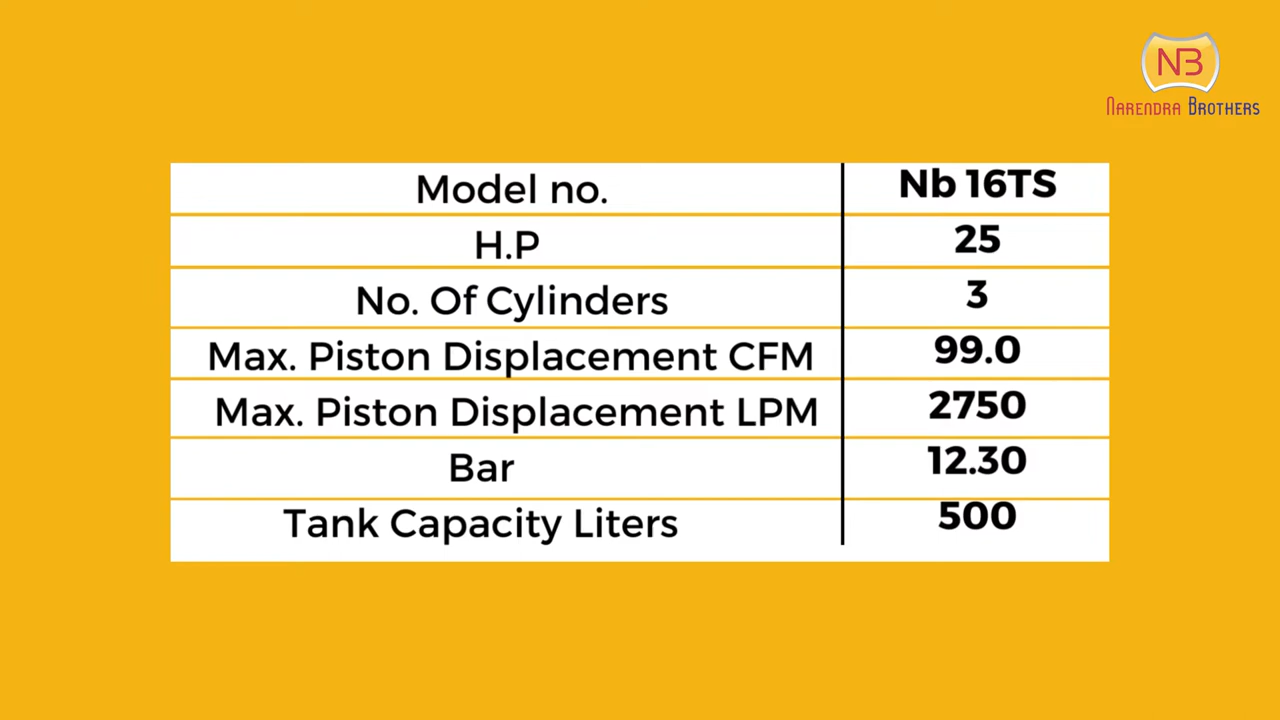 NB
NARENDRA BROTHERS
Model no. Nb 16TS
H.P 25
No. Of Cylinders 3
Max. Piston Displacement CFM 99.0
Max. Piston Displacement LPM 2750
Bar 12.30
Tank Capacity Liters 500